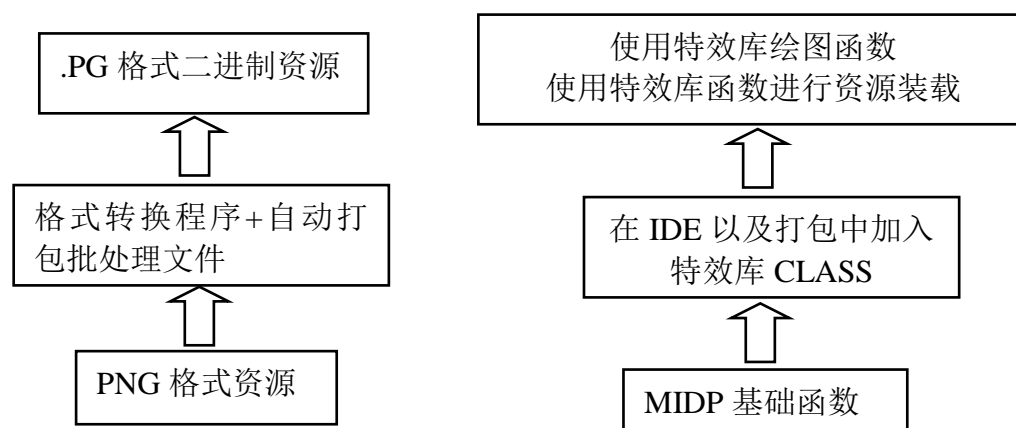 .PG 格式二进制资源
格式转换程序+自动打
包批处理文件
PNG 格式资源
使用特效库绘图函数
使用特效库函数进行资源装载
在 IDE 以及打包中加入
特效库 CLASS
MIDP 基础函数